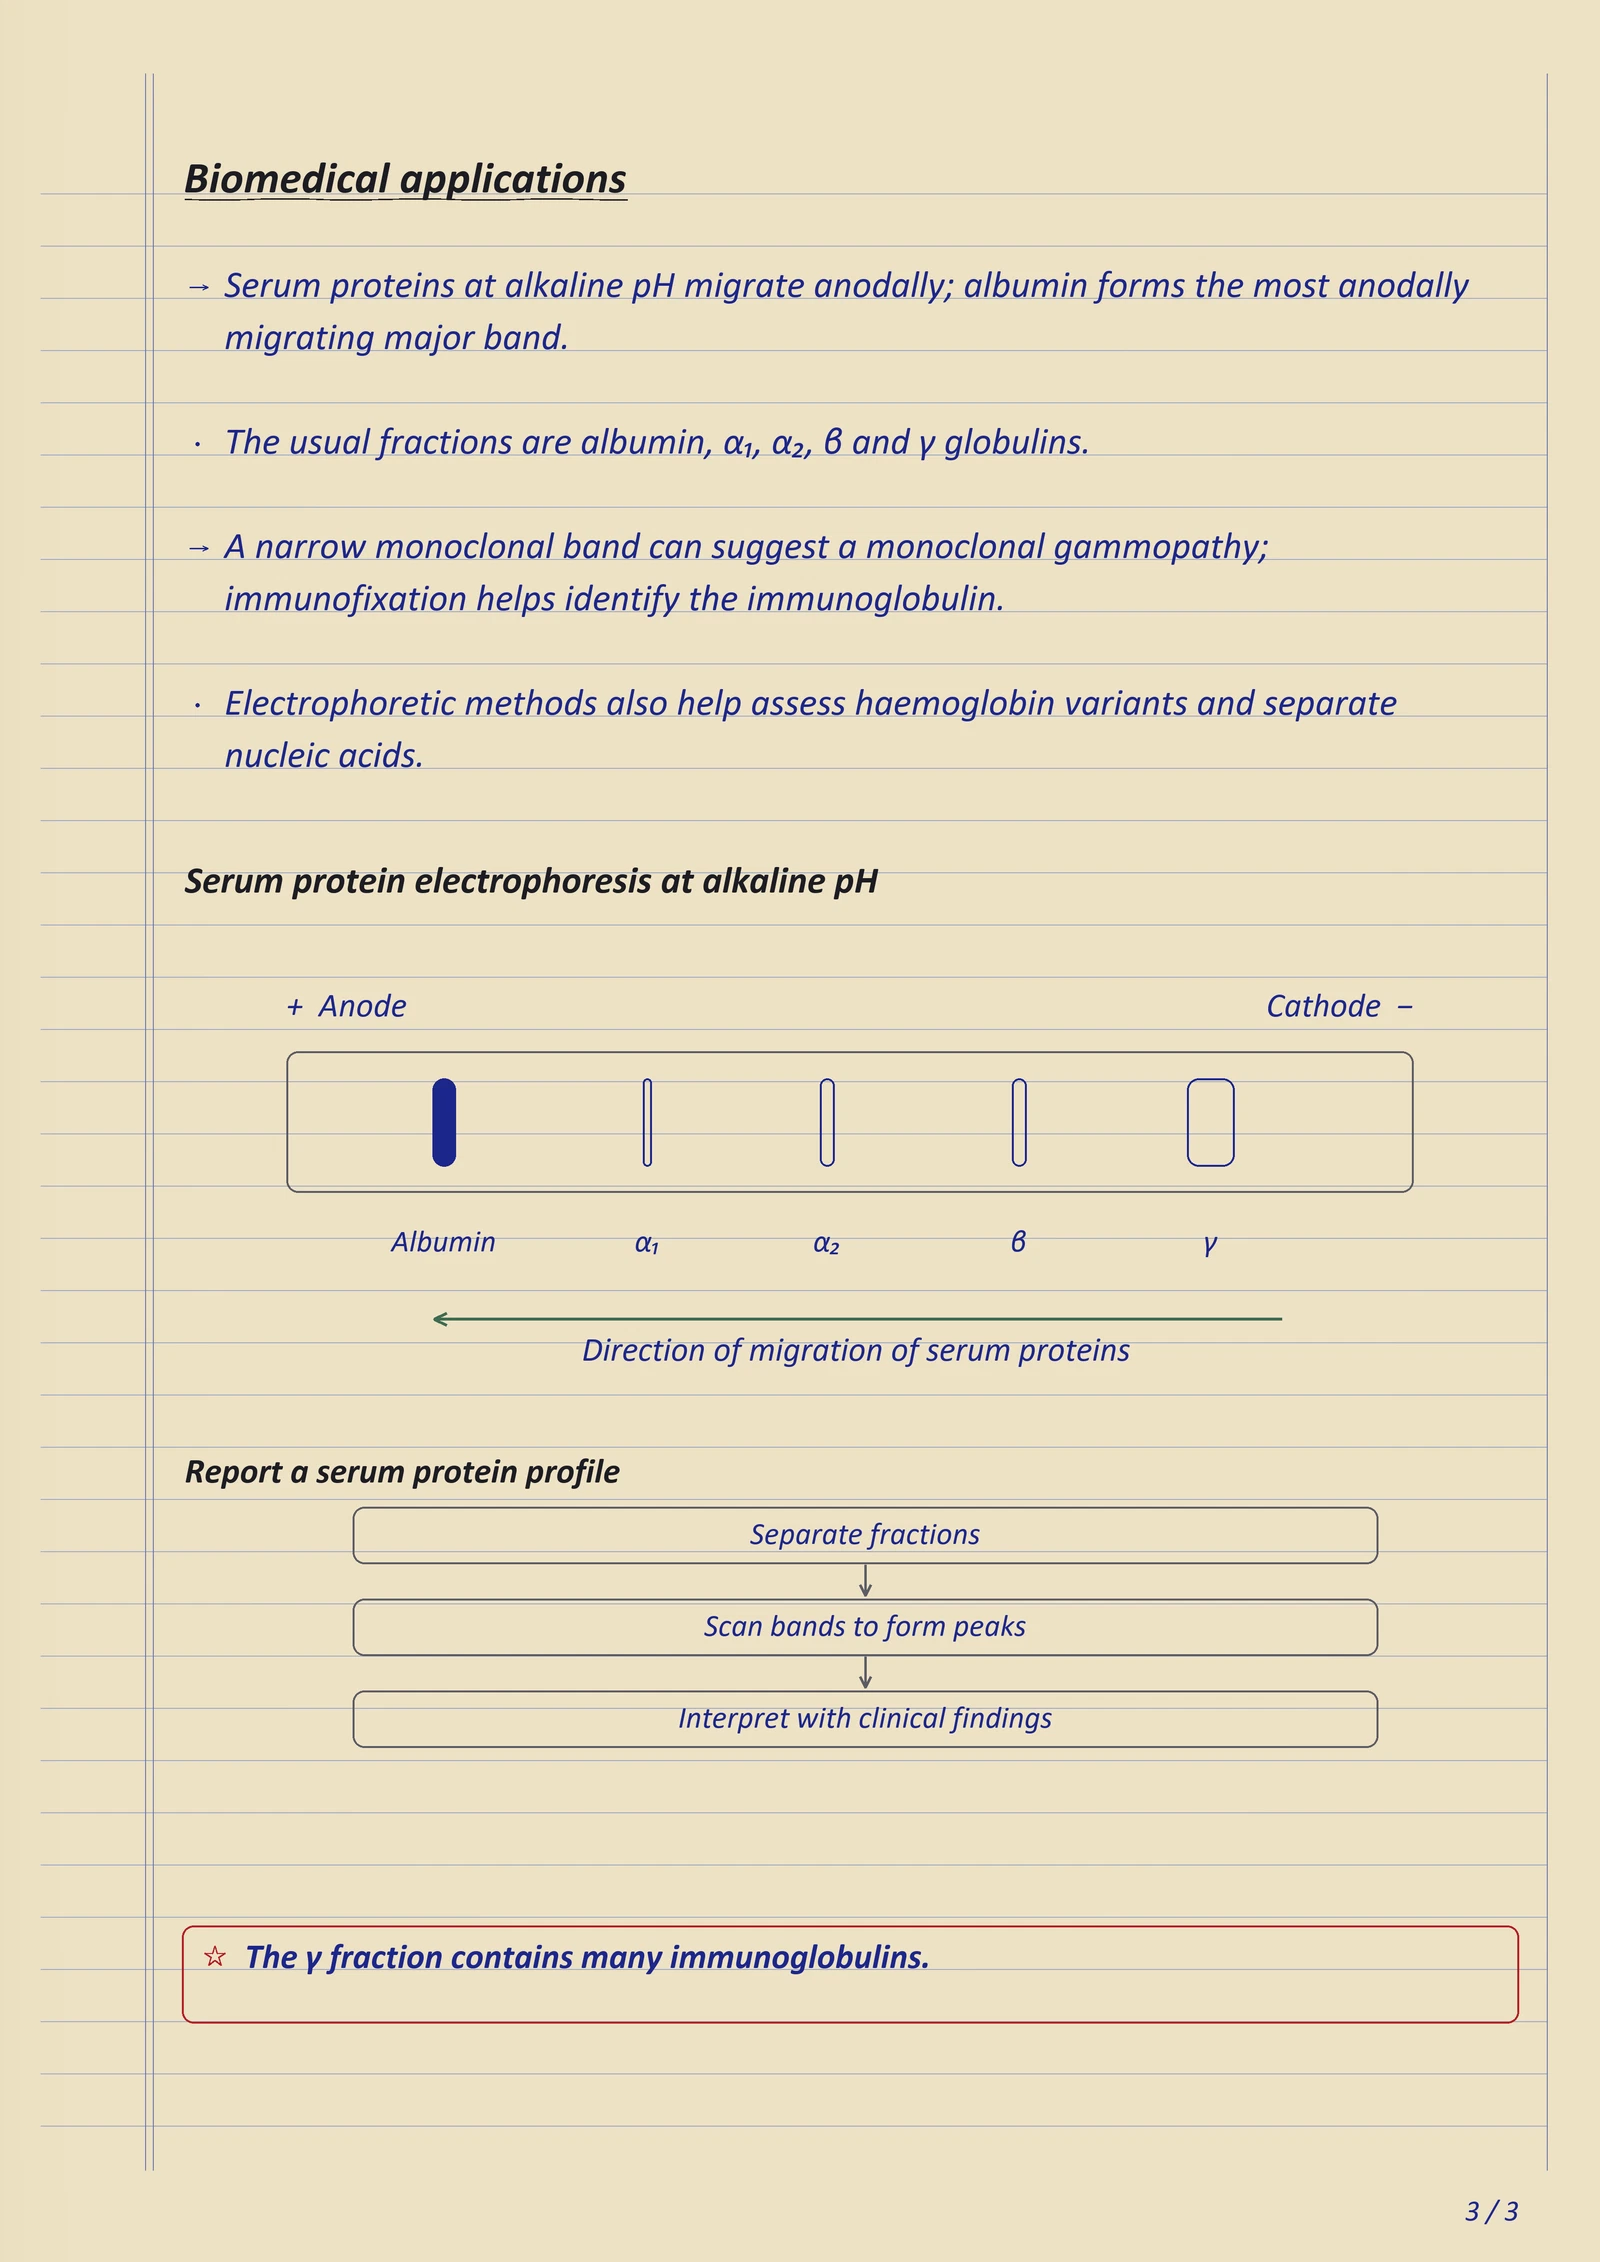 Biomedical applications
→ Serum proteins at alkaline pH migrate anodally; albumin forms the most anodally
migrating major band.
· The usual fractions are albumin, α₁, α₂, β and γ globulins.
→ A narrow monoclonal band can suggest a monoclonal gammopathy;
immunofixation helps identify the immunoglobulin.
· Electrophoretic methods also help assess haemoglobin variants and separate
nucleic acids.
Serum protein electrophoresis at alkaline pH
+ Anode Cathode −
Albumin α₁ α₂ β γ
Direction of migration of serum proteins
Report a serum protein profile
Separate fractions
Scan bands to form peaks
Interpret with clinical findings
☆ The γ fraction contains many immunoglobulins.
3 / 3